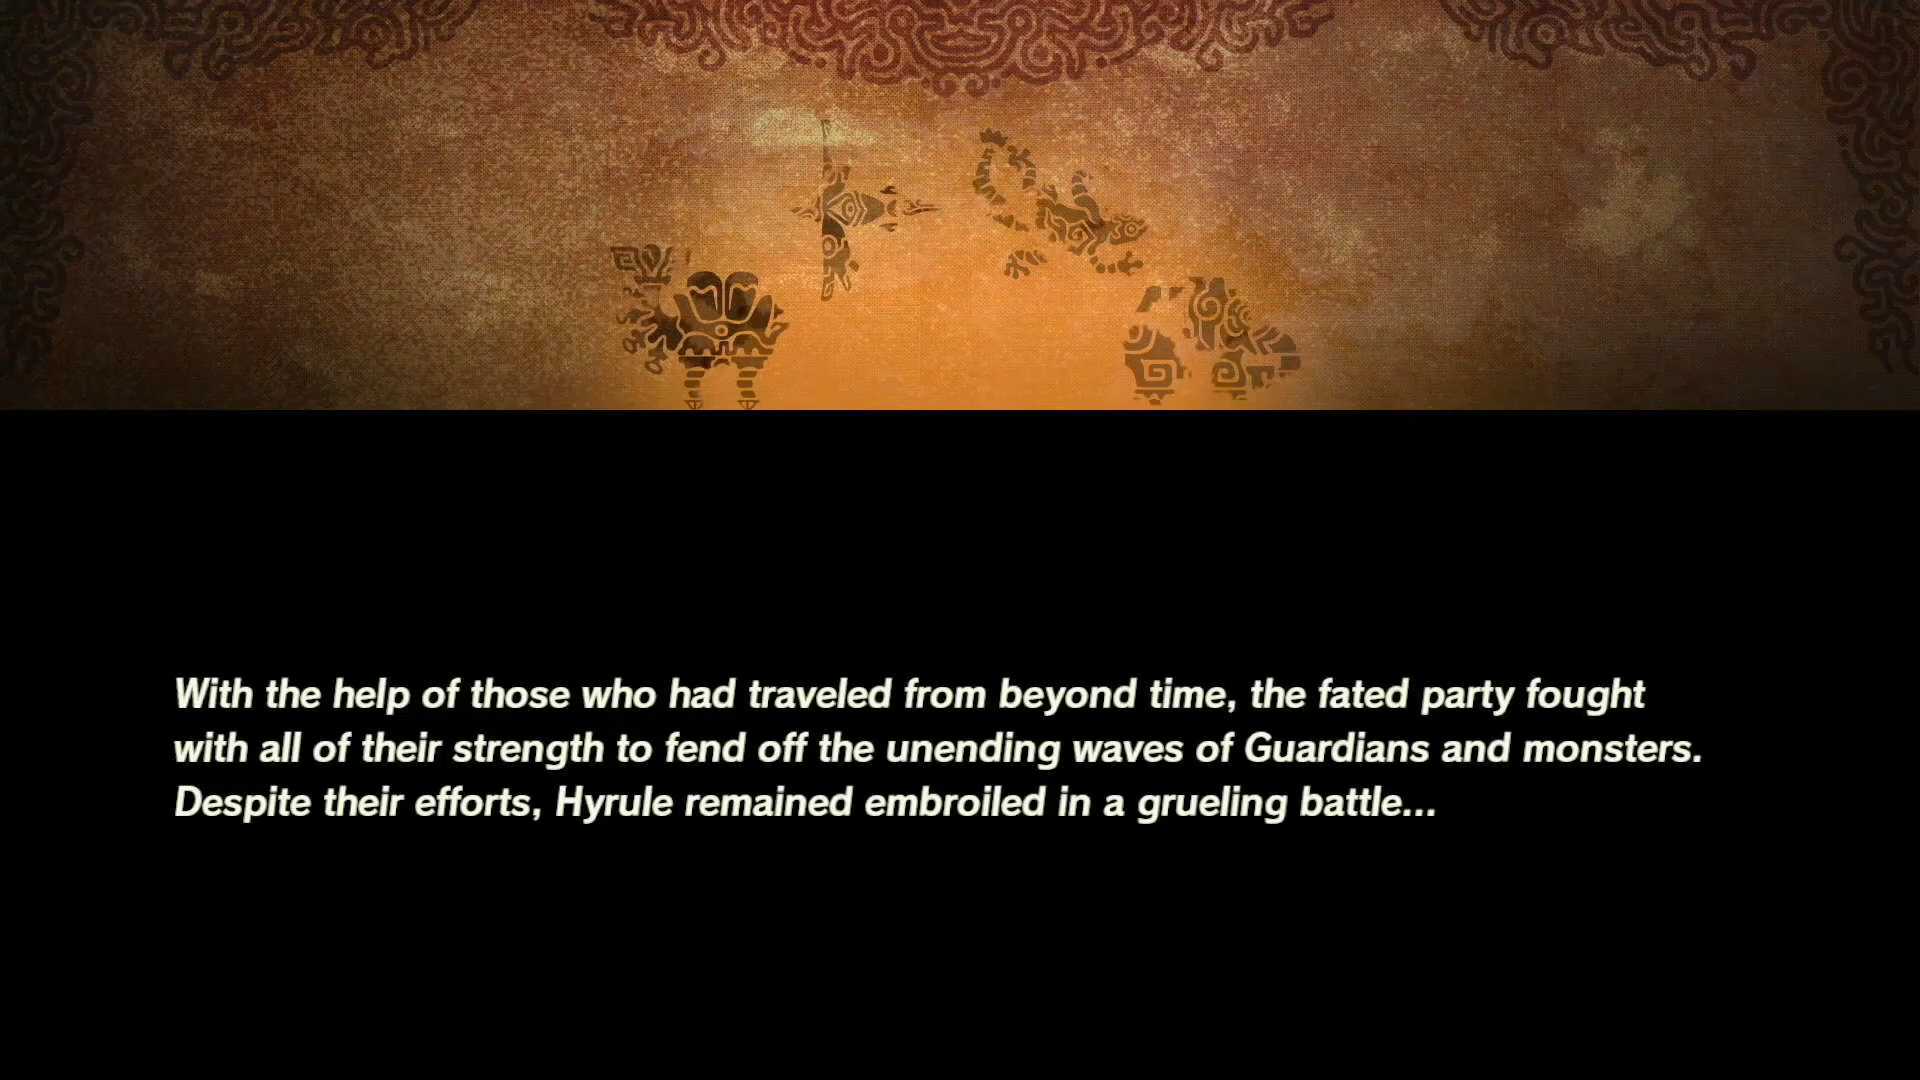 With the help of those who had traveled from beyond time, the fated party fought
with all of their strength to fend off the unending waves of Guardians and monsters.
Despite their efforts, Hyrule remained embroiled in a grueling battle...